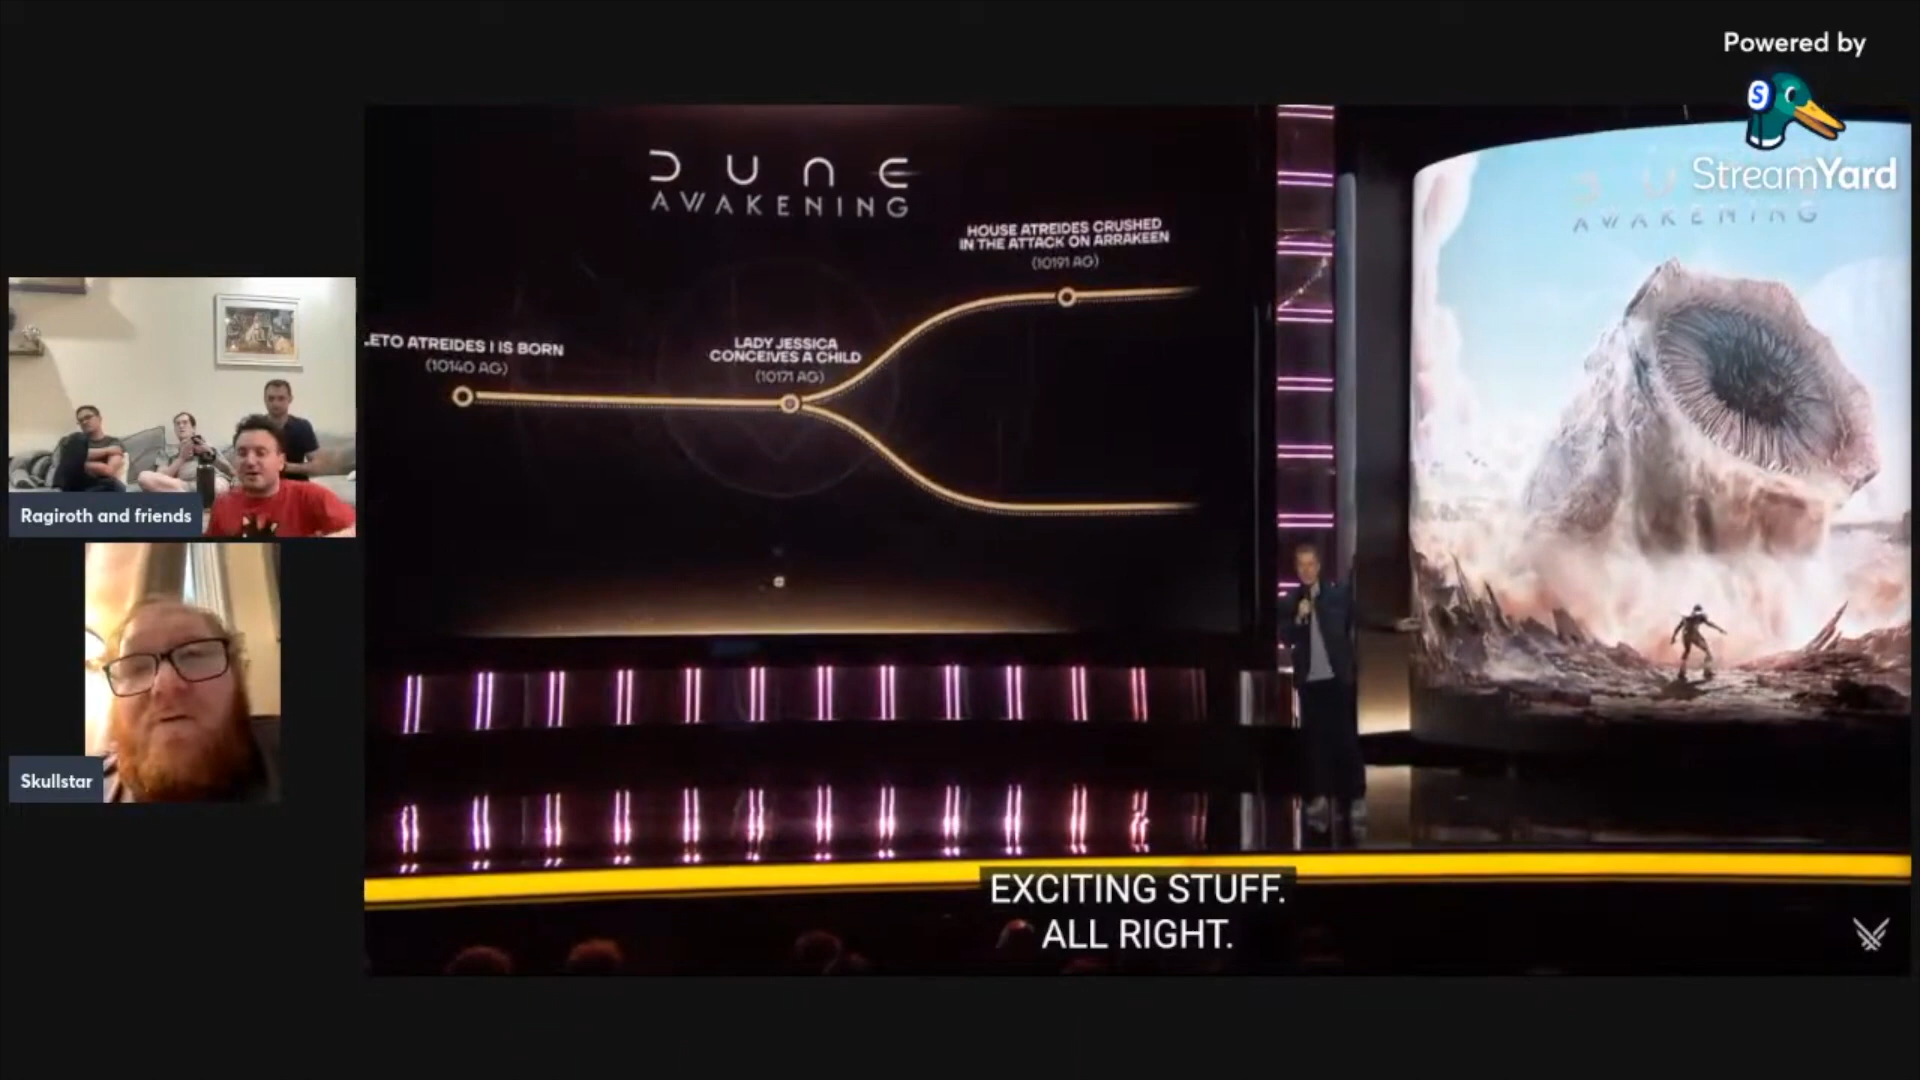 Powered by
S
StreamYard
DUNE
AWAKENING
HOUSE ATREIDES CRUSHED
IN THE ATTACK ON ARRAKEEN
(10191 AG)
LETO ATREIDES I IS BORN
(10140 AG)
LADY JESSICA
CONCEIVES A CHILD
(10171 AG)
AWAKENING
Ragiroth and friends
Skullstar
EXCITING STUFF.
ALL RIGHT.